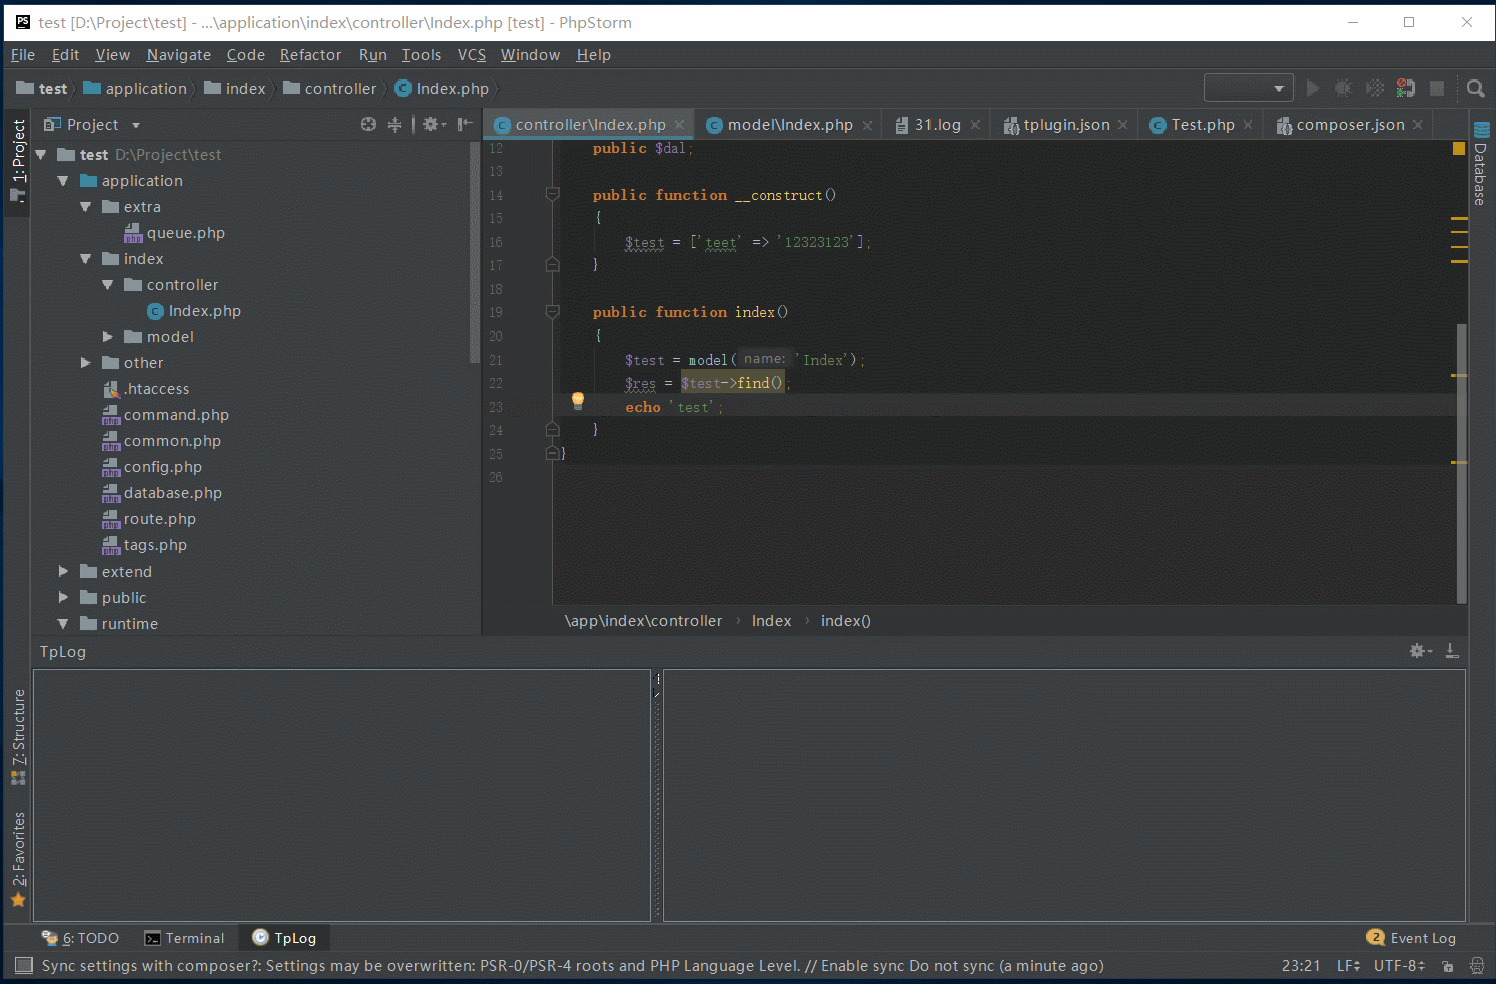 test [D:\Project\test] - ...\application\index\controller\Index.php [test] - PhpStorm
File Edit View Navigate Code Refactor Run Tools VCS Window Help
test application index controller Index.php
1: Project
Project
controller\Index.php model\Index.php 31.log tplugin.json Test.php composer.json
Database
test D:\Project\test
application
extra
queue.php
index
controller
Index.php
model
other
.htaccess
command.php
common.php
config.php
database.php
route.php
tags.php
extend
public
runtime
12 public $dal;
13
14 public function __construct()
15 {
16 $test = ['teet' => '12323123'];
17 }
18
19 public function index()
20 {
21 $test = model( name: 'Index');
22 $res = $test->find();
23 echo 'test';
24 }
25 }
26
\app\index\controller › Index › index()
TpLog
7: Structure
2: Favorites
6: TODO Terminal TpLog
2 Event Log
Sync settings with composer?: Settings may be overwritten: PSR-0/PSR-4 roots and PHP Language Level. // Enable sync Do not sync (a minute ago)
23:21 LF UTF-8